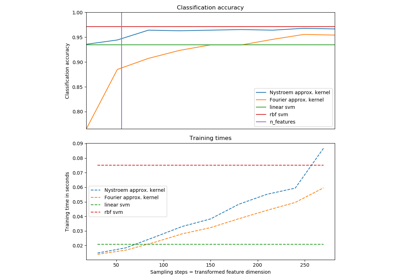 Classification accuracy
1.00
0.95
0.90
0.85
0.80
Classification accuracy
Nystroem approx. kernel
Fourier approx. kernel
linear svm
rbf svm
n_features
Training times
0.09
0.08
0.07
0.06
0.05
0.04
0.03
0.02
Training time in seconds
Nystroem approx. kernel
Fourier approx. kernel
linear svm
rbf svm
50
100
150
200
250
Sampling steps = transformed feature dimension